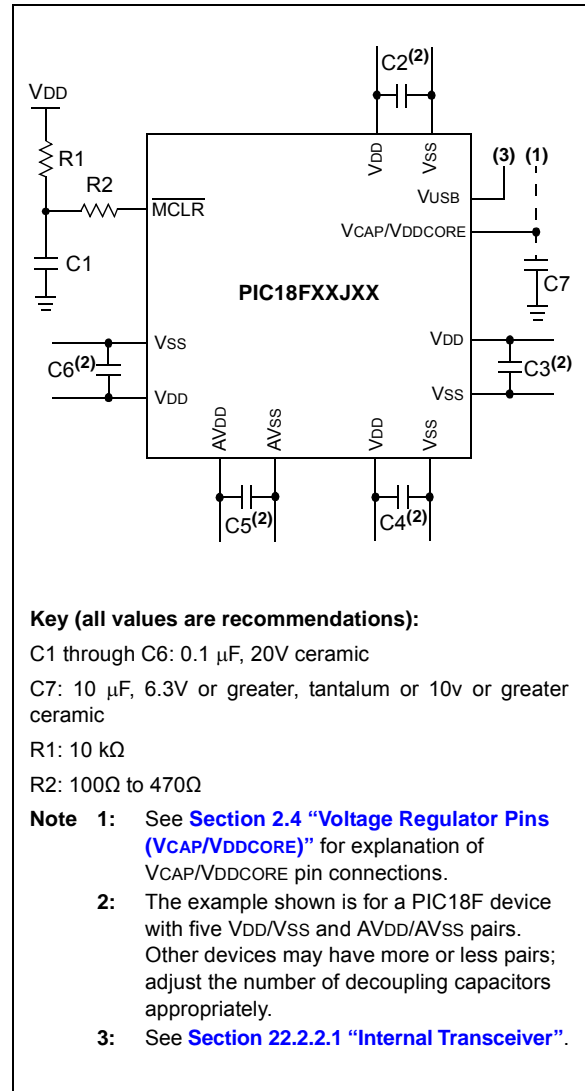 C2(2)
VDD
R1
R2
C1
VDD
VSS
(3) (1)
VUSB
MCLR
VCAP/VDDCORE
C7
PIC18FXXJXX
VSS
C6(2)
VDD
VDD
C3(2)
VSS
AVDD
AVSS
VDD
VSS
C5(2)
C4(2)
Key (all values are recommendations):
C1 through C6: 0.1 μF, 20V ceramic
C7: 10 μF, 6.3V or greater, tantalum or 10v or greater
ceramic
R1: 10 kΩ
R2: 100Ω to 470Ω
Note 1: See Section 2.4 “Voltage Regulator Pins
(VCAP/VDDCORE)” for explanation of
VCAP/VDDCORE pin connections.
2: The example shown is for a PIC18F device
with five VDD/VSS and AVDD/AVSS pairs.
Other devices may have more or less pairs;
adjust the number of decoupling capacitors
appropriately.
3: See Section 22.2.2.1 “Internal Transceiver”.